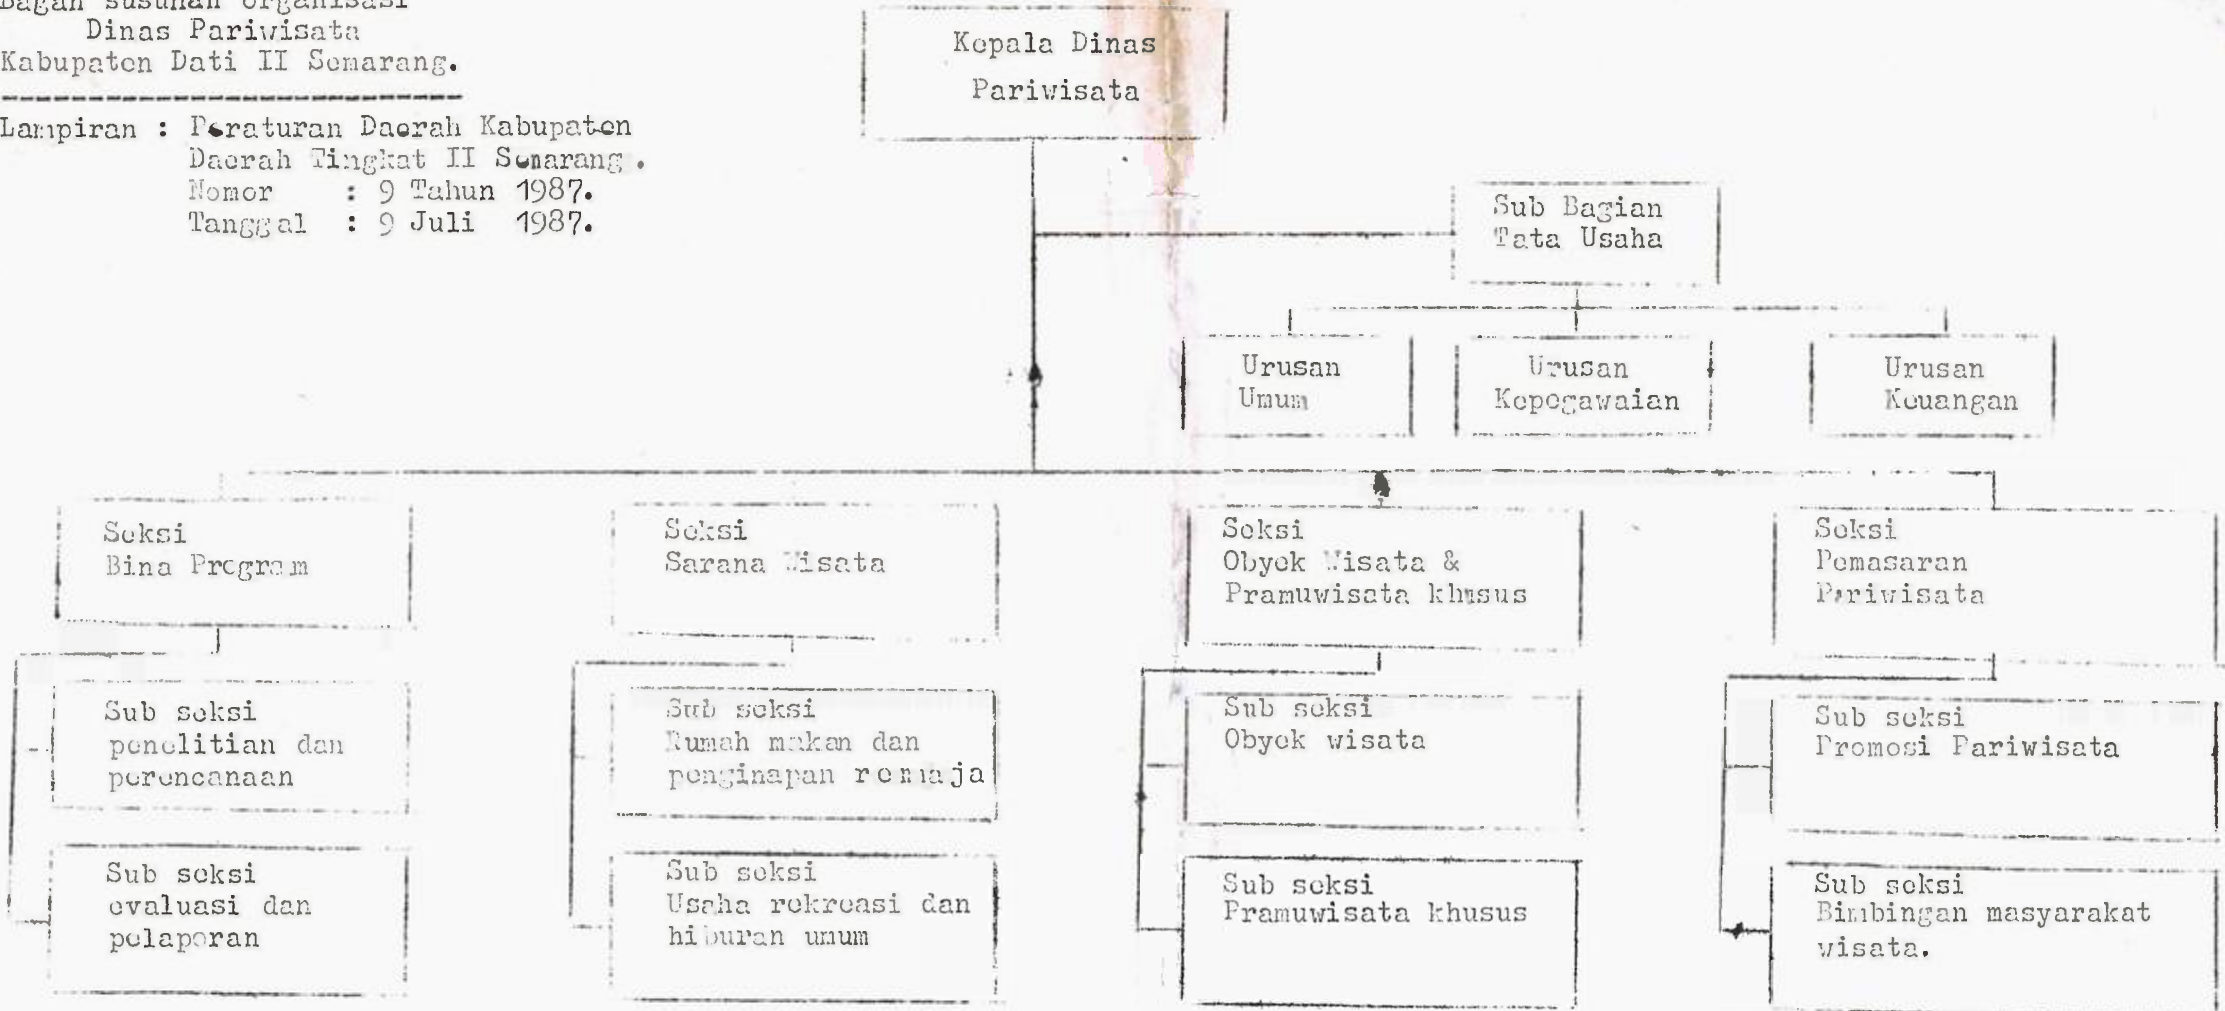 Bagan susunan organisasi
Dinas Pariwisata
Kabupaten Dati II Semarang.
Lampiran : Peraturan Daerah Kabupaten
Daerah Tingkat II Semarang.
Nomor : 9 Tahun 1987.
Tanggal : 9 Juli 1987.
Kepala Dinas
Pariwisata
Sub Bagian
Tata Usaha
Urusan
Umum
Urusan
Kepegawaian
Urusan
Keuangan
Seksi
Bina Program
Seksi
Sarana Wisata
Seksi
Obyek Wisata &
Pramuwisata khusus
Seksi
Pemasaran
Pariwisata
Sub seksi
penelitian dan
perencanaan
Sub seksi
Rumah makan dan
penginapan remaja
Sub seksi
Obyek wisata
Sub seksi
Promosi Pariwisata
Sub seksi
evaluasi dan
pelaporan
Sub seksi
Usaha rekreasi dan
hiburan umum
Sub seksi
Pramuwisata khusus
Sub seksi
Bimbingan masyarakat
wisata.